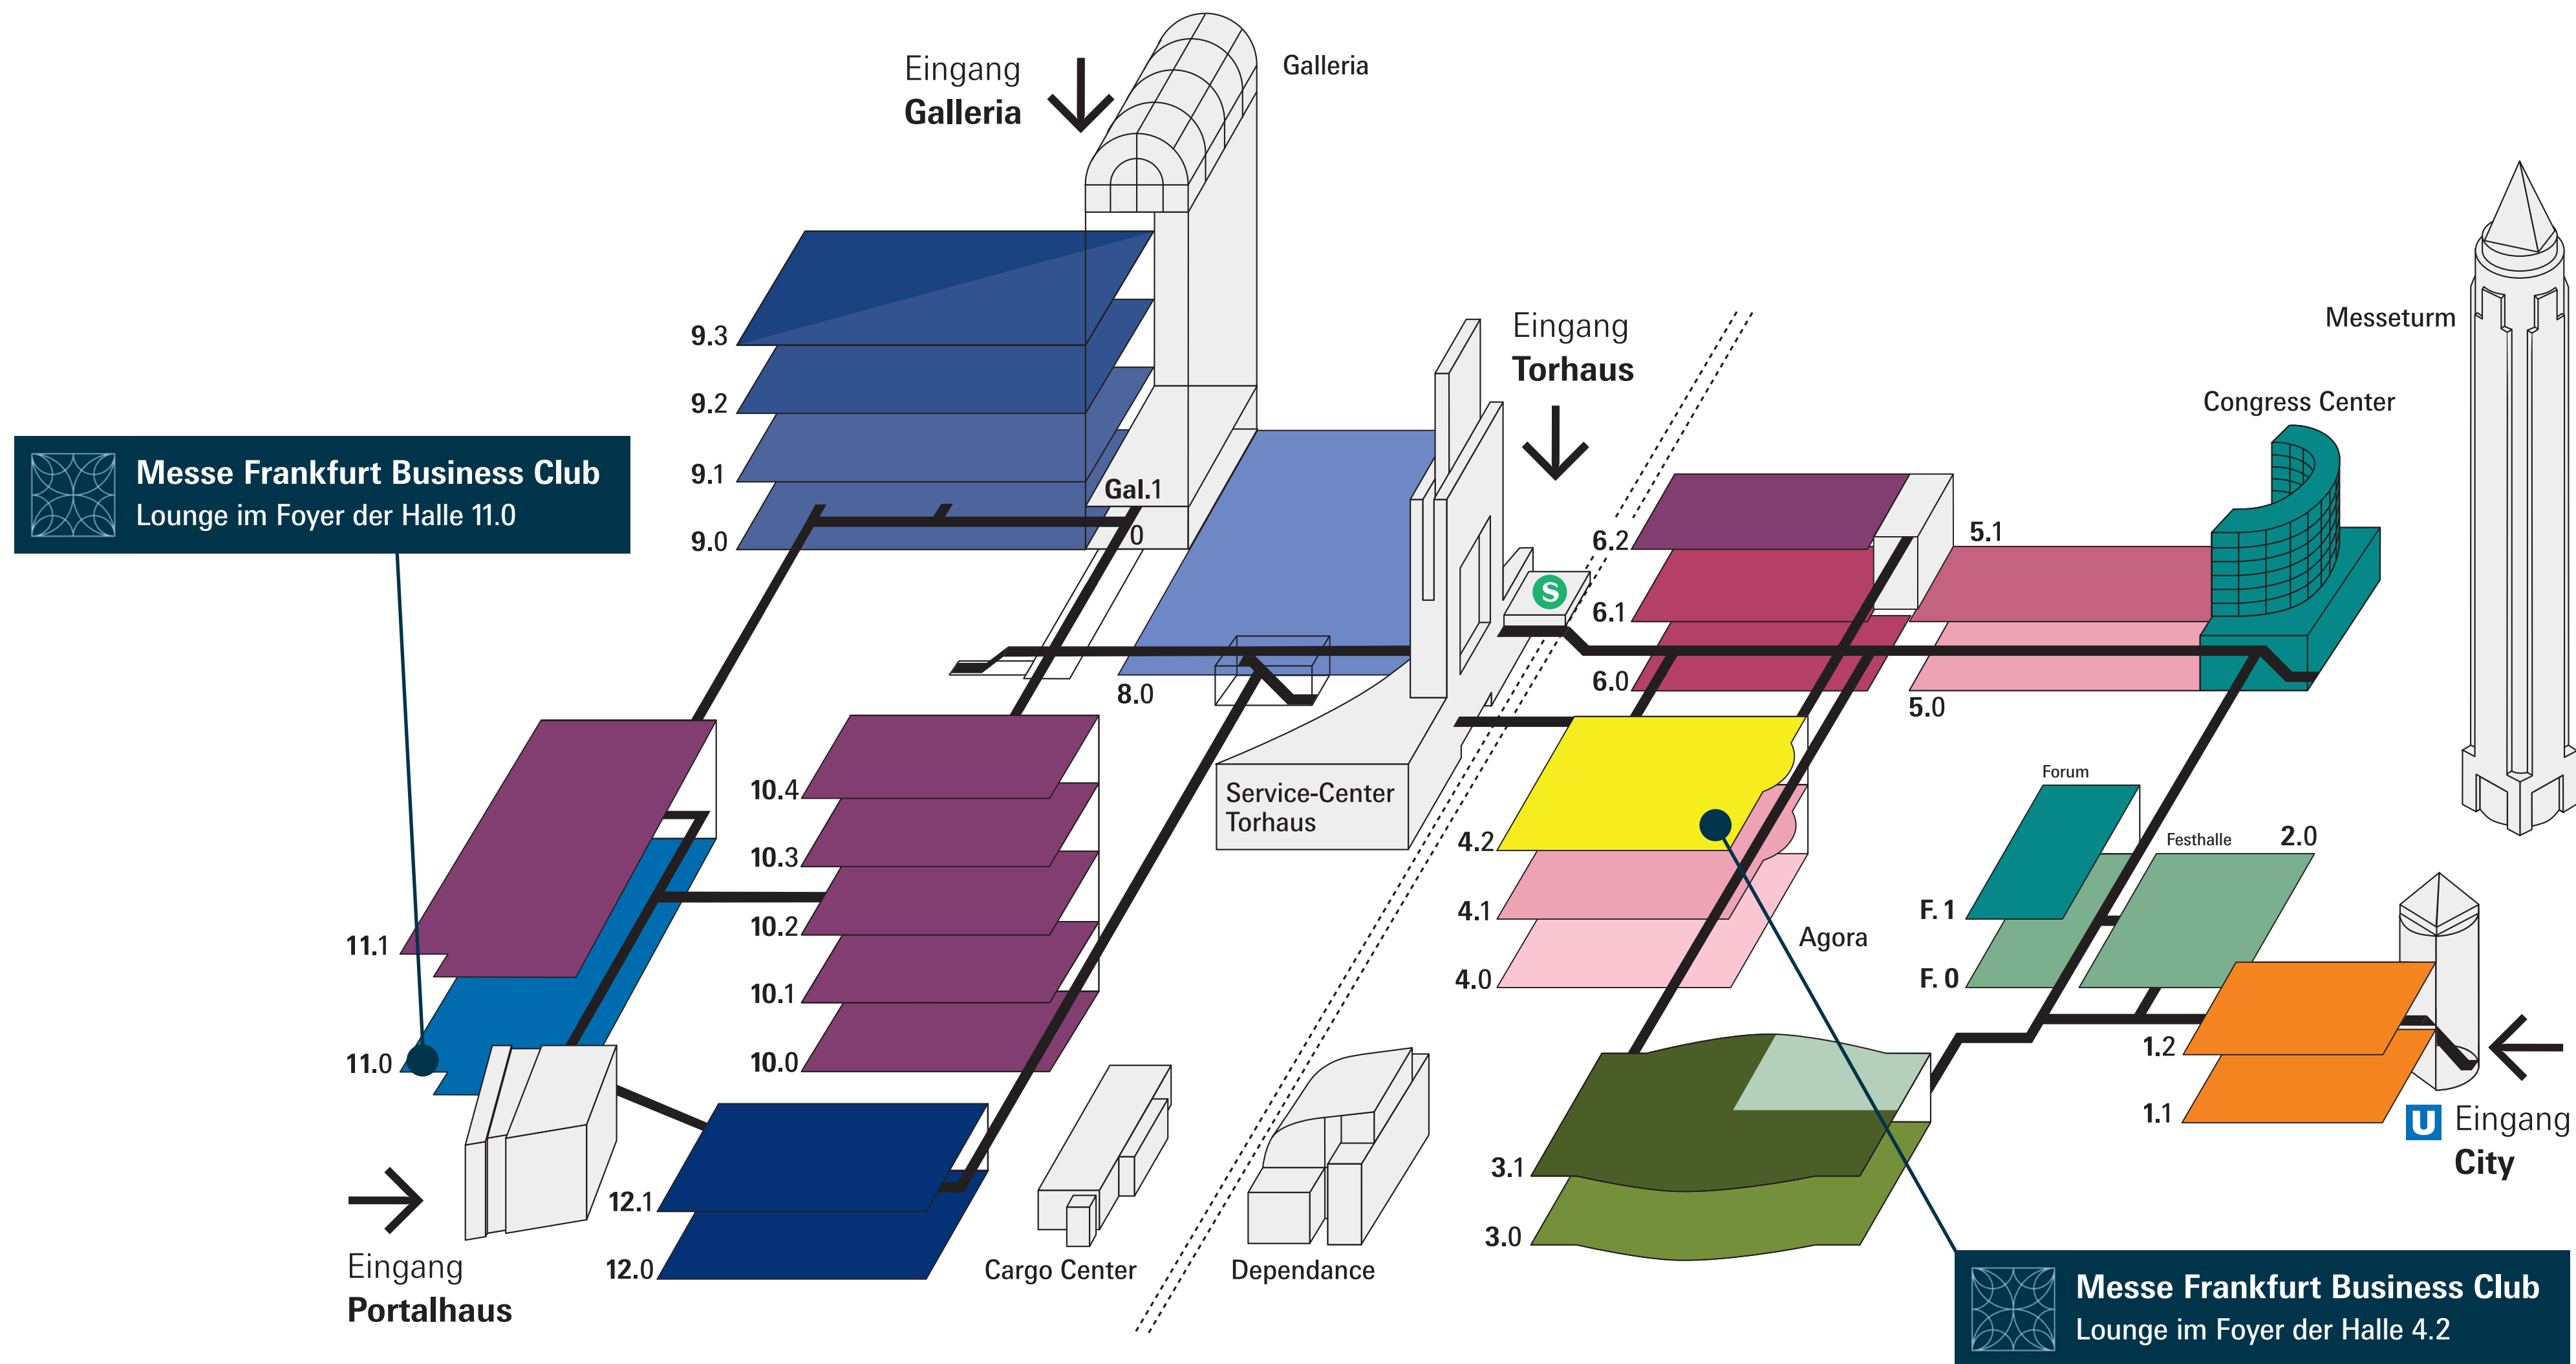 Eingang
Galleria
Galleria
Eingang
Torhaus
Messeturm
Congress Center
9.3
9.2
9.1
9.0
Gal.1
0
Messe Frankfurt Business Club
Lounge im Foyer der Halle 11.0
S
6.2
6.1
6.0
5.1
5.0
8.0
Service-Center
Torhaus
10.4
10.3
10.2
10.1
10.0
11.1
11.0
4.2
4.1
4.0
Agora
Forum
Festhalle
2.0
F. 1
F. 0
1.2
1.1
U Eingang
City
3.1
3.0
12.1
12.0
Cargo Center
Dependance
Eingang
Portalhaus
Messe Frankfurt Business Club
Lounge im Foyer der Halle 4.2